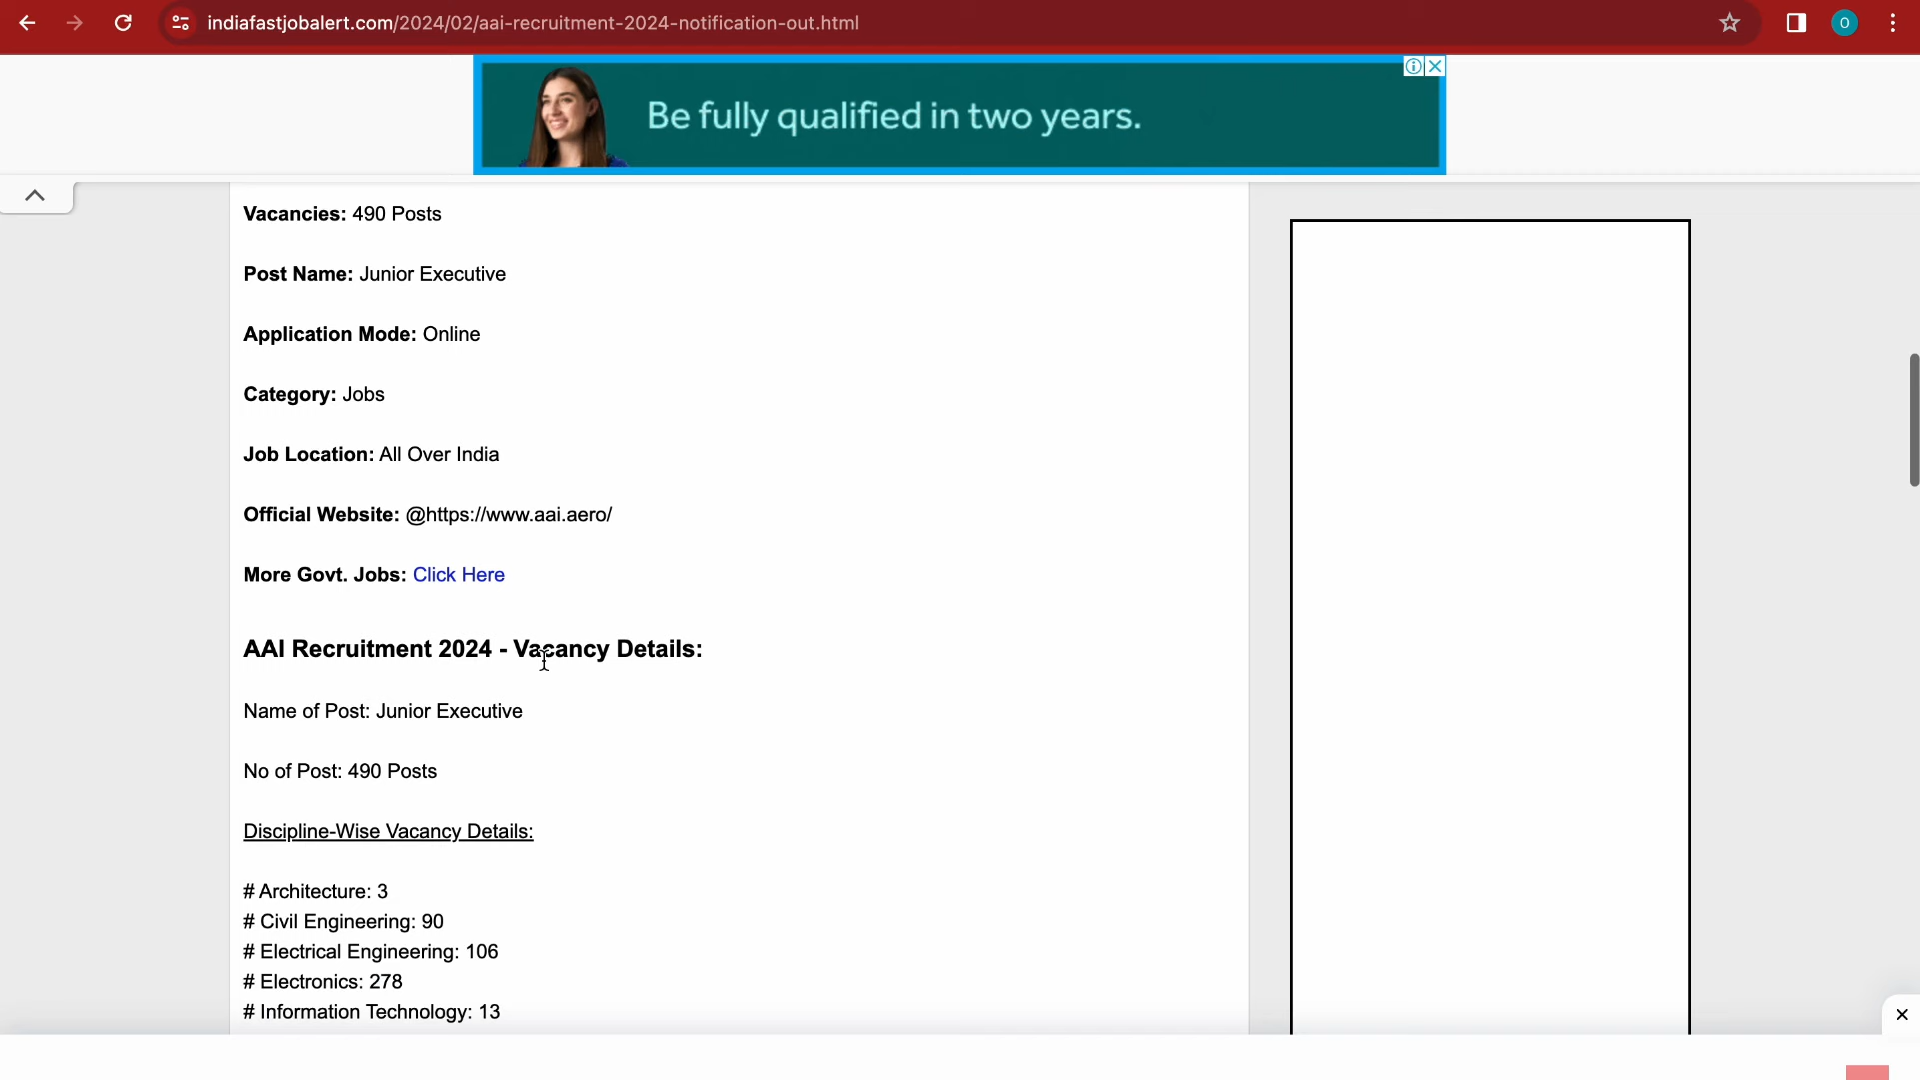 indiafastjobalert.com/2024/02/aai-recruitment-2024-notification-out.html
O
Be fully qualified in two years.
Vacancies: 490 Posts
Post Name: Junior Executive
Application Mode: Online
Category: Jobs
Job Location: All Over India
Official Website: @https://www.aai.aero/
More Govt. Jobs: Click Here
AAI Recruitment 2024 - Vacancy Details:
Name of Post: Junior Executive
No of Post: 490 Posts
Discipline-Wise Vacancy Details:
# Architecture: 3
# Civil Engineering: 90
# Electrical Engineering: 106
# Electronics: 278
# Information Technology: 13